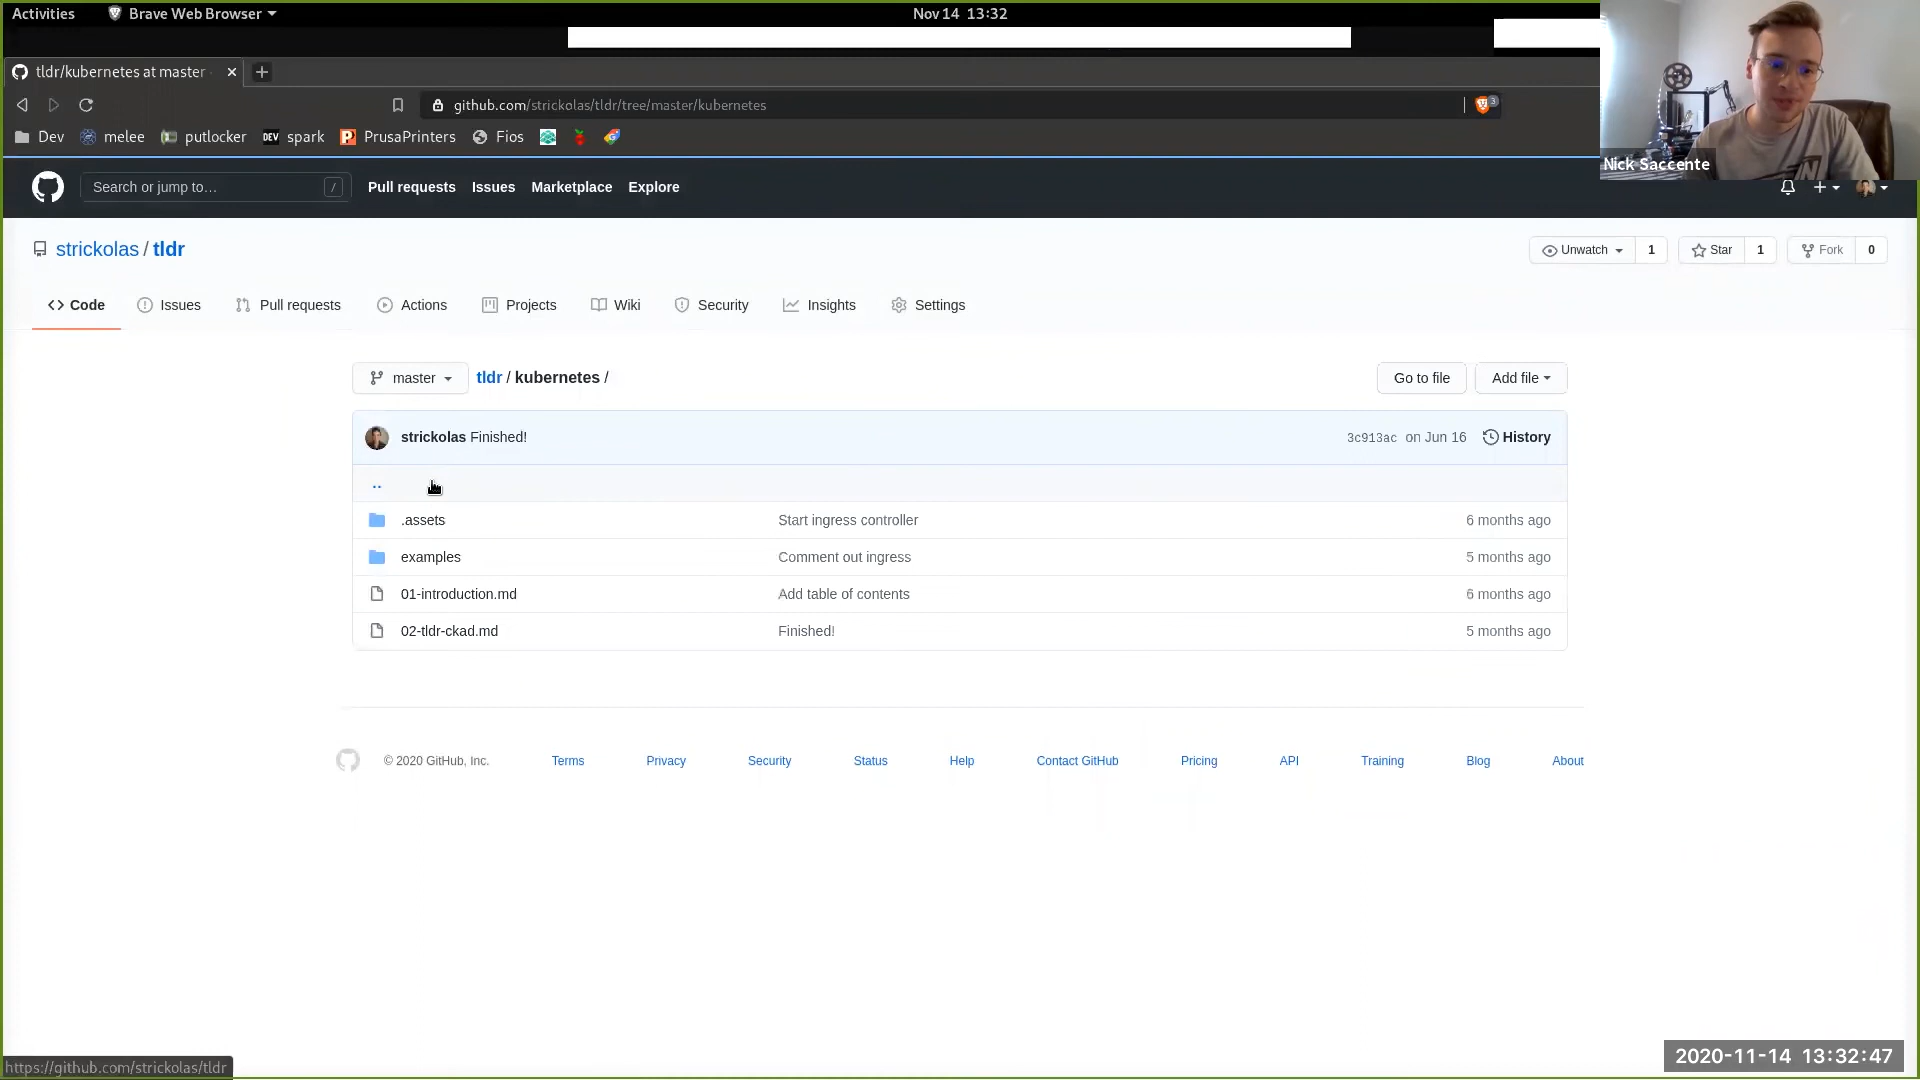 Activities Brave Web Browser Nov 14 13:32
tldr/kubernetes at master
github.com/strickolas/tldr/tree/master/kubernetes 3
Dev melee putlocker DEV spark PrusaPrinters Fios
Nick Saccente
Search or jump to… / Pull requests Issues Marketplace Explore
strickolas / tldr Unwatch 1 Star 1 Fork 0
Code Issues Pull requests Actions Projects Wiki Security Insights Settings
master tldr / kubernetes / Go to file Add file
strickolas Finished! 3c913ac on Jun 16 History
..
.assets Start ingress controller 6 months ago
examples Comment out ingress 5 months ago
01-introduction.md Add table of contents 6 months ago
02-tldr-ckad.md Finished! 5 months ago
© 2020 GitHub, Inc. Terms Privacy Security Status Help Contact GitHub Pricing API Training Blog About
2020-11-14 13:32:47
https://github.com/strickolas/tldr